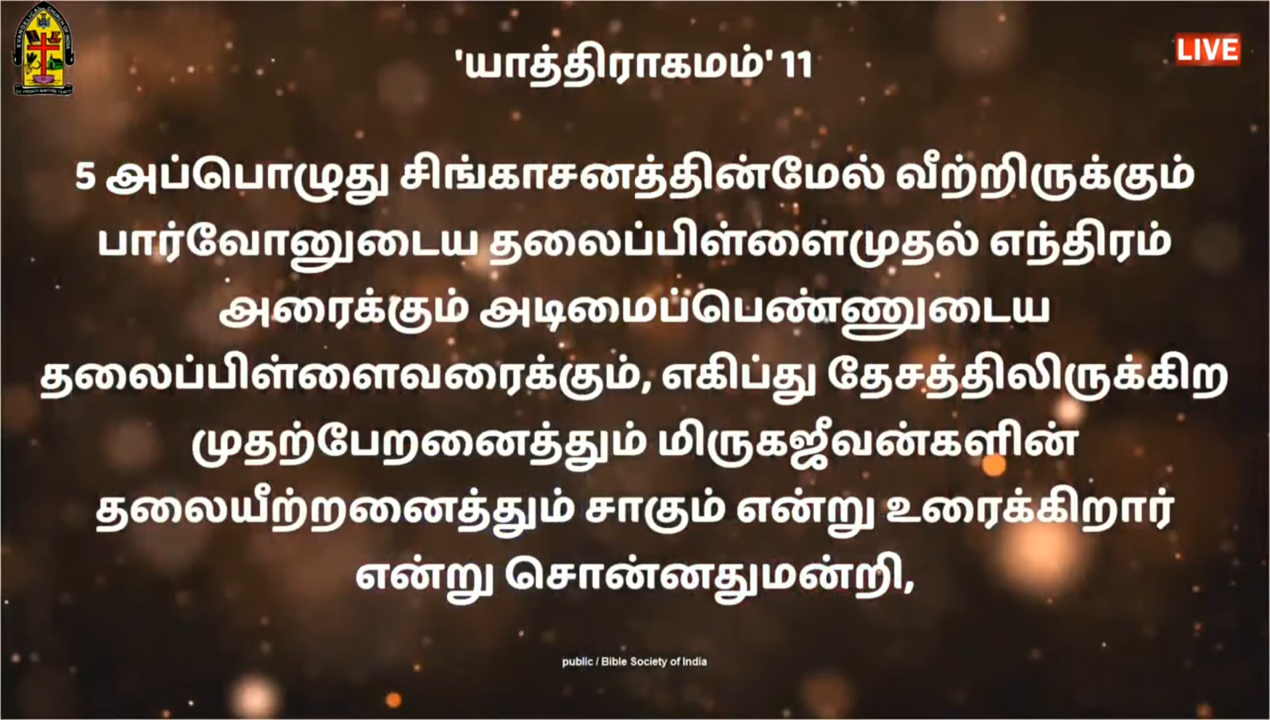 'யாத்திராகமம்' 11
LIVE
5 அப்பொழுது சிங்காசனத்தின்மேல் வீற்றிருக்கும்
பார்வோனுடைய தலைப்பிள்ளைமுதல் எந்திரம்
அரைக்கும் அடிமைப்பெண்ணுடைய
தலைப்பிள்ளைவரைக்கும், எகிப்து தேசத்திலிருக்கிற
முதற்பேறனைத்தும் மிருகஜீவன்களின்
தலையீற்றனைத்தும் சாகும் என்று உரைக்கிறார்
என்று சொன்னதுமன்றி,
public / Bible Society of India